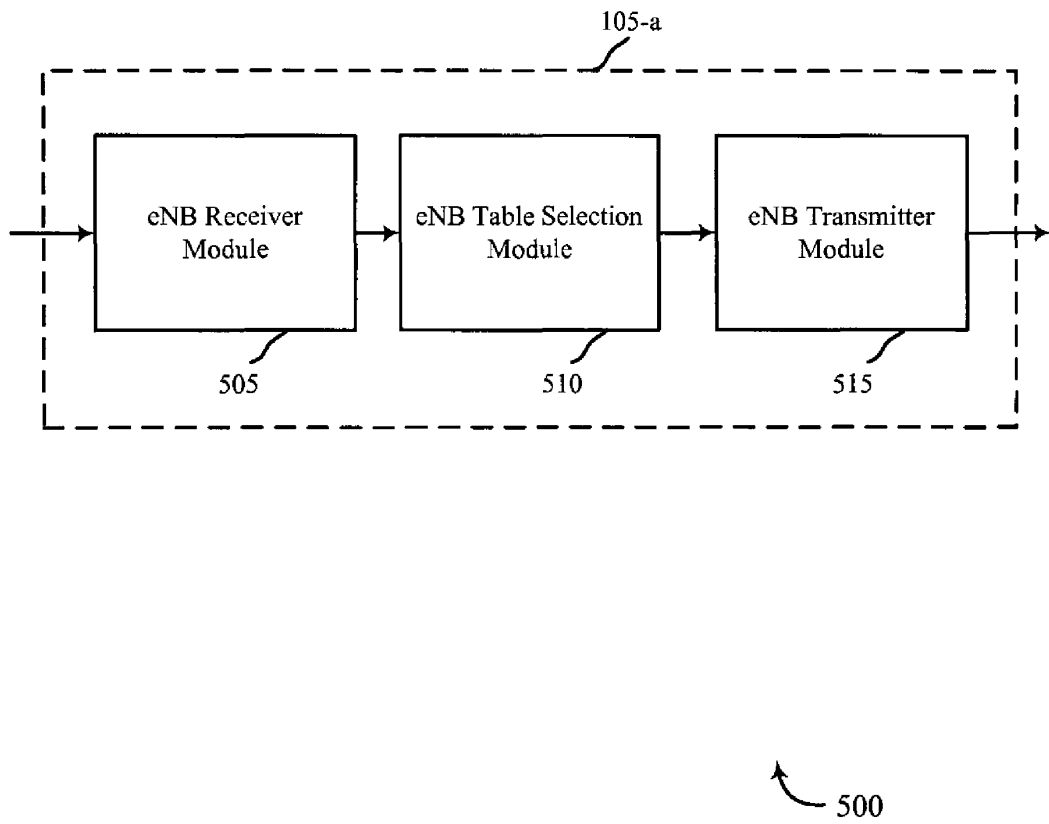 105-a
eNB Receiver
Module
eNB Table Selection
Module
eNB Transmitter
Module
505
510
515
500